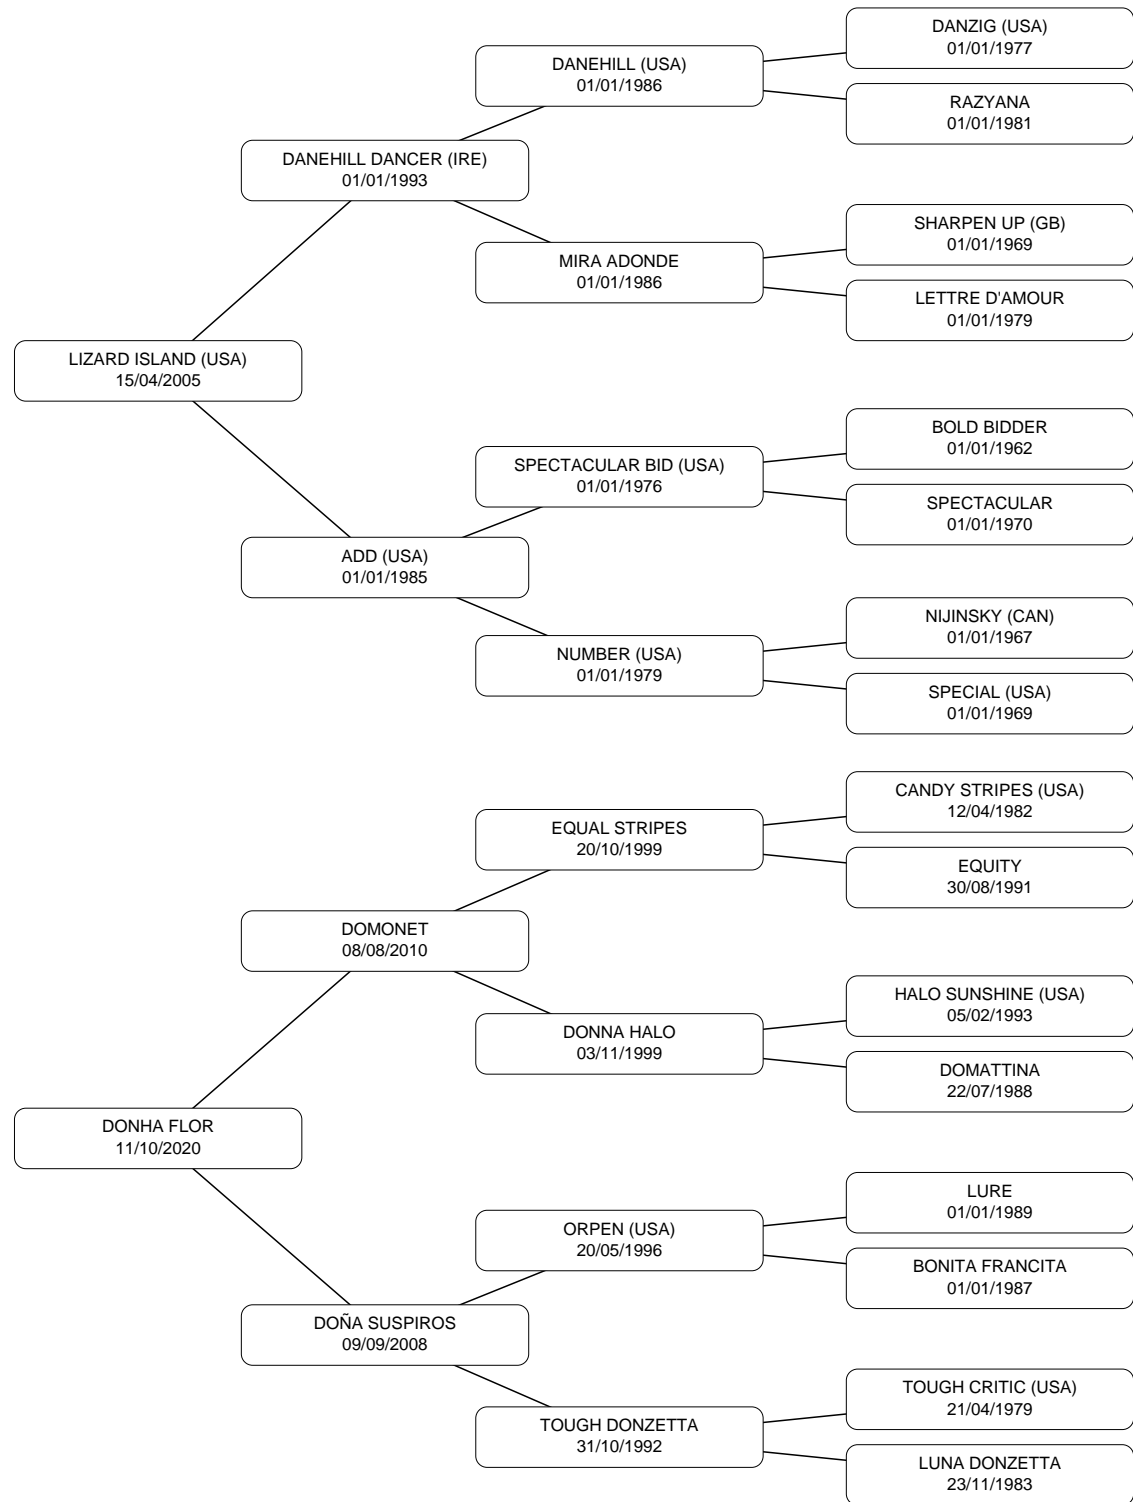 DANZIG (USA)
01/01/1977
DANEHILL (USA)
01/01/1986
RAZYANA
01/01/1981
DANEHILL DANCER (IRE)
01/01/1993
SHARPEN UP (GB)
01/01/1969
MIRA ADONDE
01/01/1986
LETTRE D'AMOUR
01/01/1979
LIZARD ISLAND (USA)
15/04/2005
BOLD BIDDER
01/01/1962
SPECTACULAR BID (USA)
01/01/1976
SPECTACULAR
01/01/1970
ADD (USA)
01/01/1985
NIJINSKY (CAN)
01/01/1967
NUMBER (USA)
01/01/1979
SPECIAL (USA)
01/01/1969
CANDY STRIPES (USA)
12/04/1982
EQUAL STRIPES
20/10/1999
EQUITY
30/08/1991
DOMONET
08/08/2010
HALO SUNSHINE (USA)
05/02/1993
DONNA HALO
03/11/1999
DOMATTINA
22/07/1988
DONHA FLOR
11/10/2020
LURE
01/01/1989
ORPEN (USA)
20/05/1996
BONITA FRANCITA
01/01/1987
DOÑA SUSPIROS
09/09/2008
TOUGH CRITIC (USA)
21/04/1979
TOUGH DONZETTA
31/10/1992
LUNA DONZETTA
23/11/1983